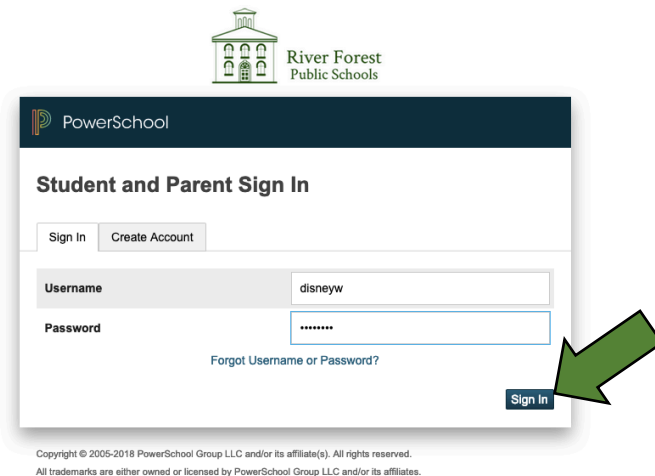 River Forest
Public Schools
PowerSchool
Student and Parent Sign In
Sign In
Create Account
Username
disneyw
Password
••••••••
Forgot Username or Password?
Sign In
Copyright © 2005-2018 PowerSchool Group LLC and/or its affiliate(s). All rights reserved.
All trademarks are either owned or licensed by PowerSchool Group LLC and/or its affiliates.